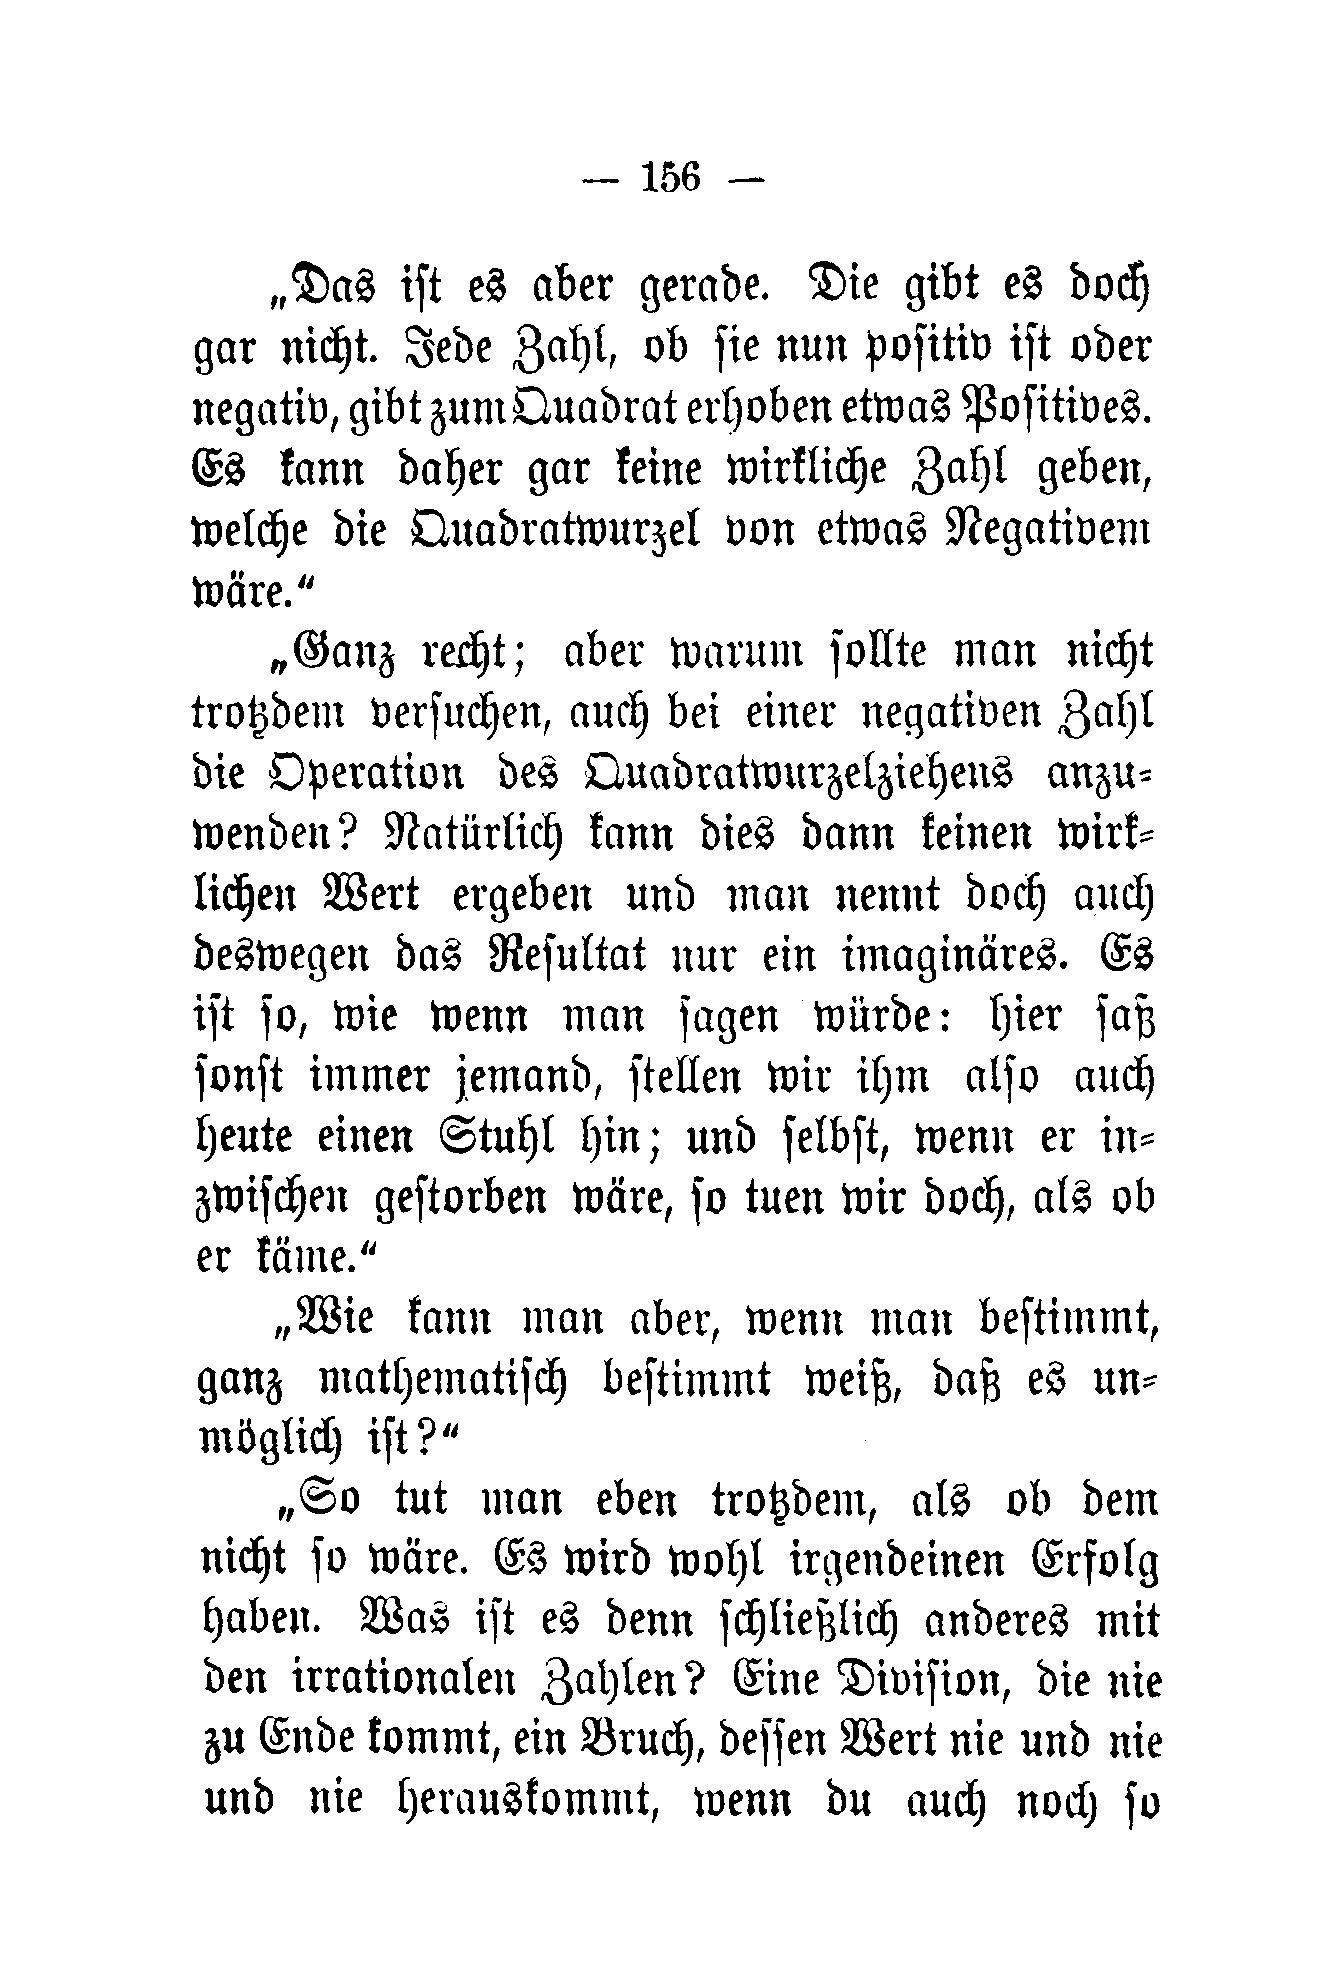 — 156 —
„Das ist es aber gerade. Die gibt es doch
gar nicht. Jede Zahl, ob sie nun positiv ist oder
negativ, gibt zum Quadrat erhoben etwas Positives.
Es kann daher gar keine wirkliche Zahl geben,
welche die Quadratwurzel von etwas Negativem
wäre.“
„Ganz recht; aber warum sollte man nicht
trotzdem versuchen, auch bei einer negativen Zahl
die Operation des Quadratwurzelziehens anzu-
wenden? Natürlich kann dies dann keinen wirk-
lichen Wert ergeben und man nennt doch auch
deswegen das Resultat nur ein imaginäres. Es
ist so, wie wenn man sagen würde: hier saß
sonst immer jemand, stellen wir ihm also auch
heute einen Stuhl hin; und selbst, wenn er in-
zwischen gestorben wäre, so tuen wir doch, als ob
er käme.“
„Wie kann man aber, wenn man bestimmt,
ganz mathematisch bestimmt weiß, daß es un-
möglich ist?“
„So tut man eben trotzdem, als ob dem
nicht so wäre. Es wird wohl irgendeinen Erfolg
haben. Was ist es denn schließlich anderes mit
den irrationalen Zahlen? Eine Division, die nie
zu Ende kommt, ein Bruch, dessen Wert nie und nie
und nie herauskommt, wenn du auch noch so